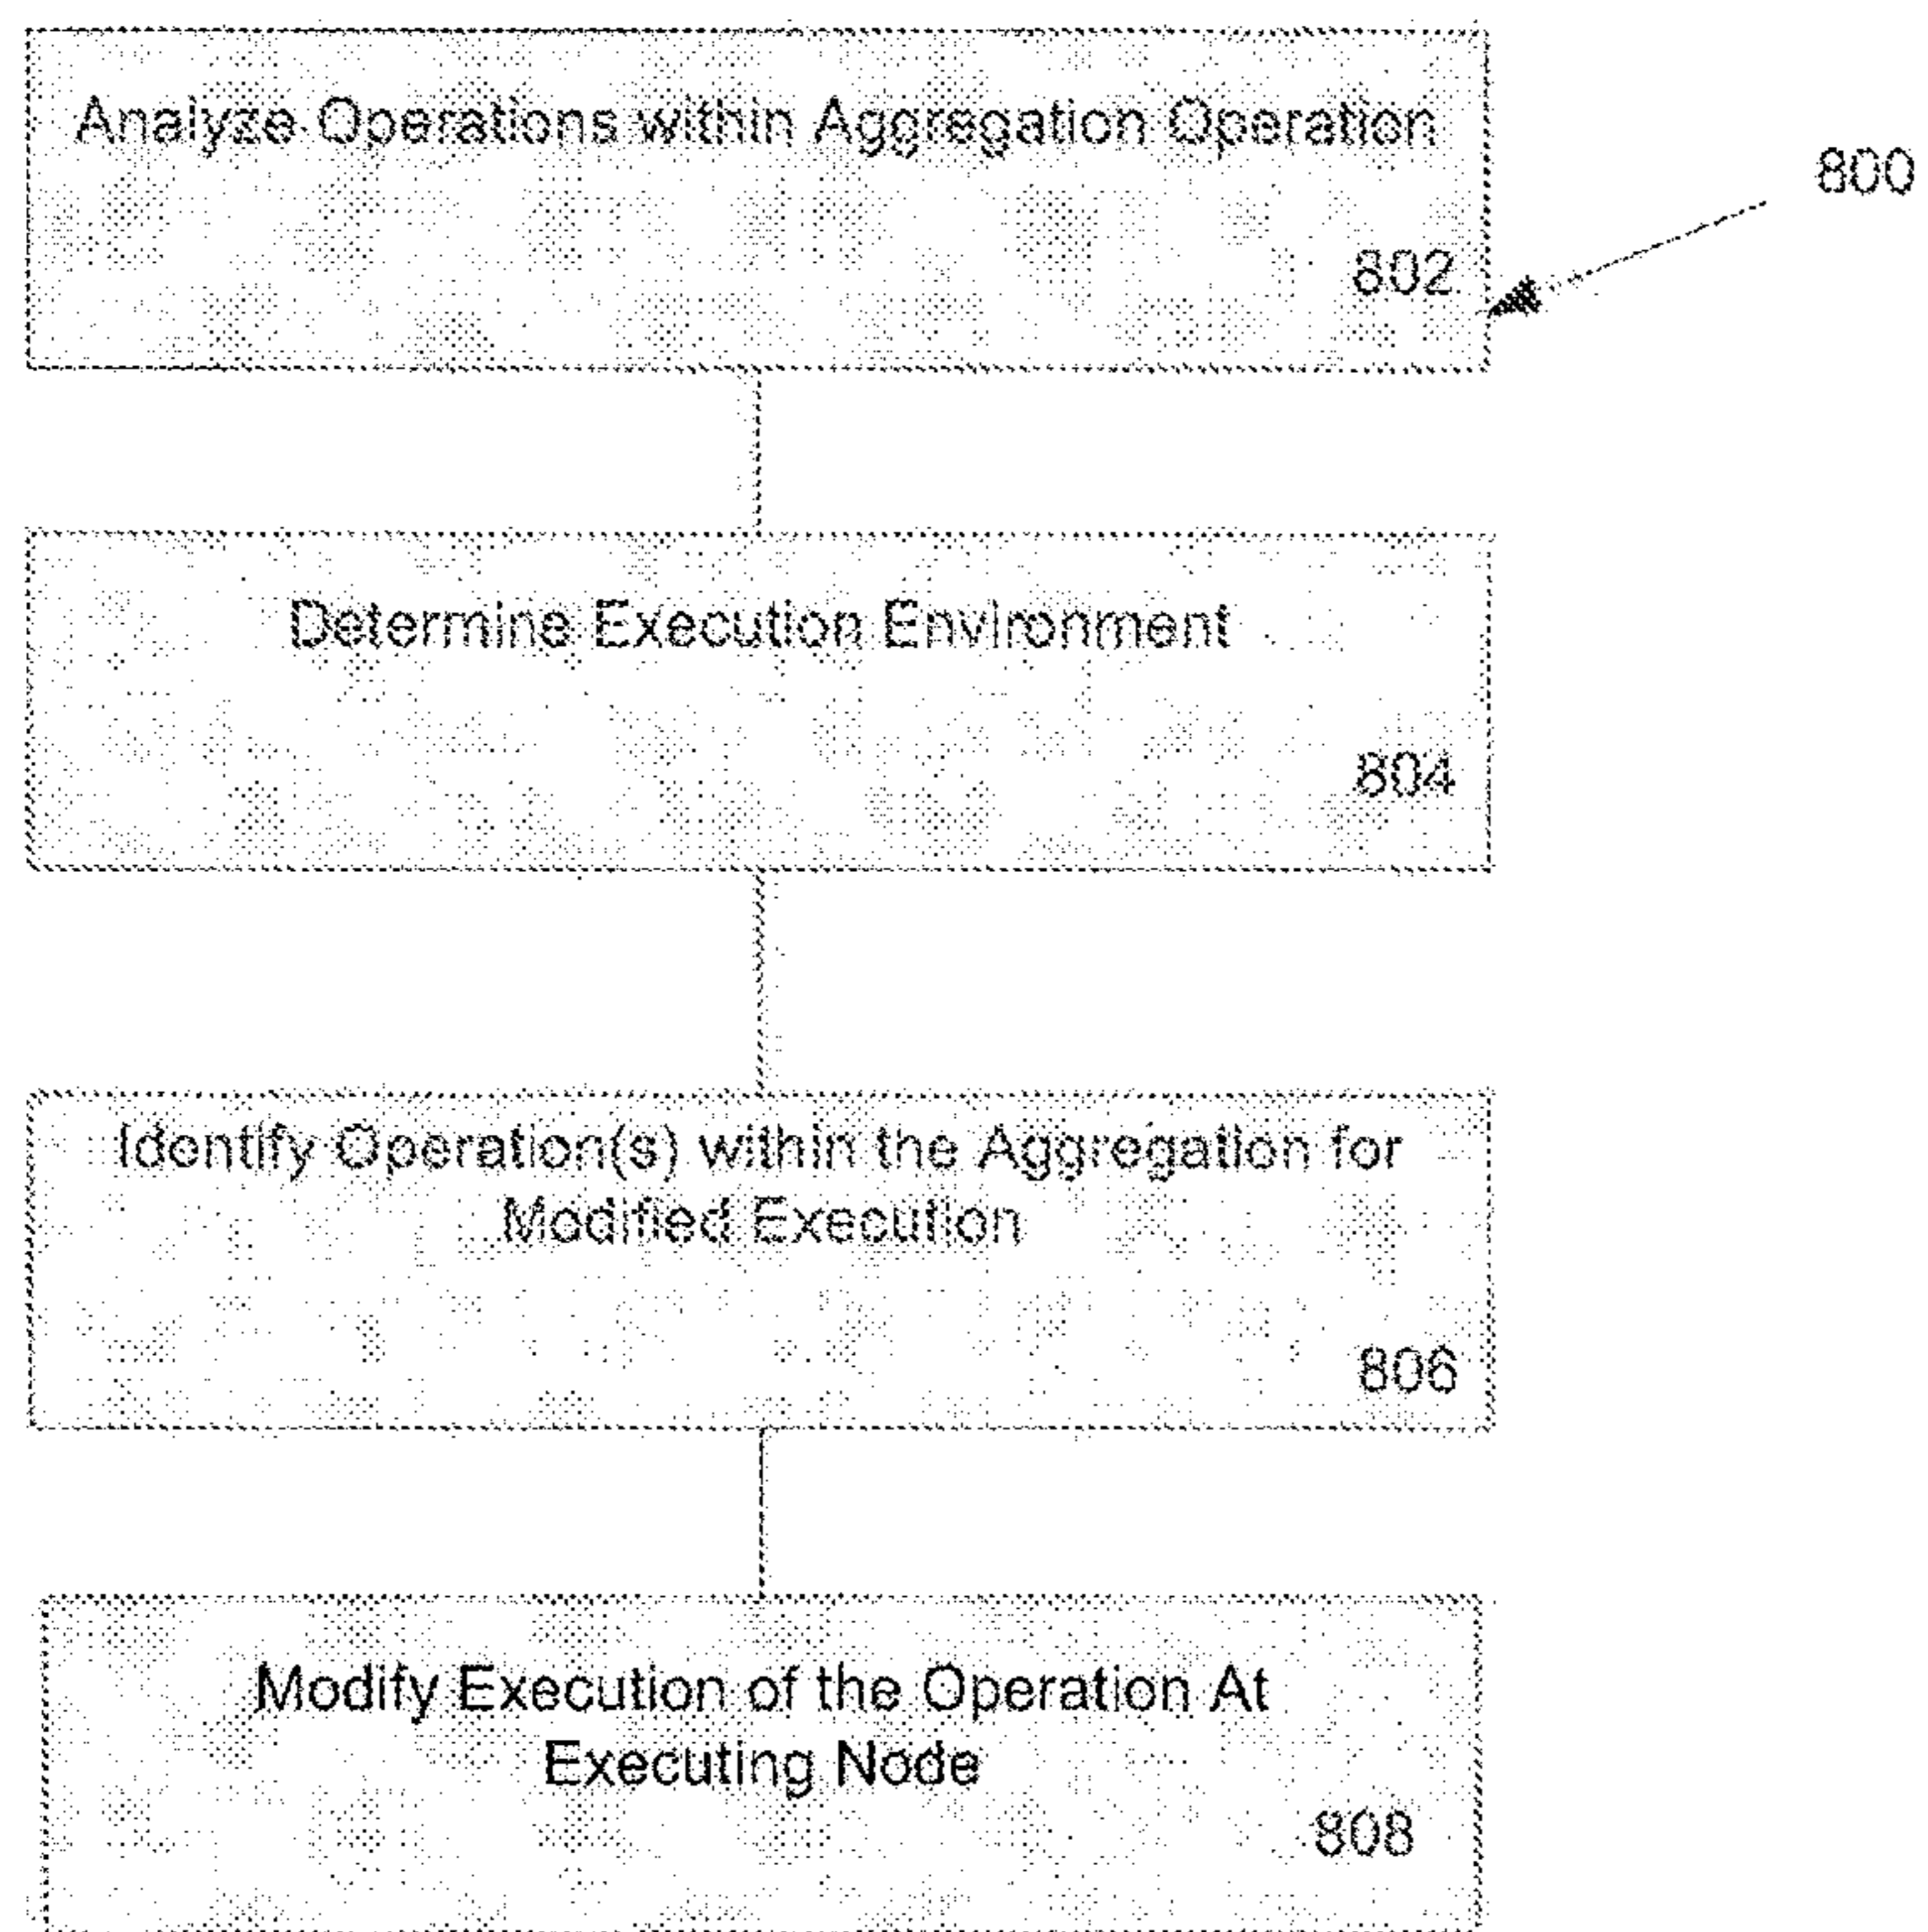 Analyze Operations within Aggregation Operation
800
802
Determine Execution Environment
804
Identify Operation(s) within the Aggregation for
Modified Execution
806
Modify Execution of the Operation At
Executing Node
808